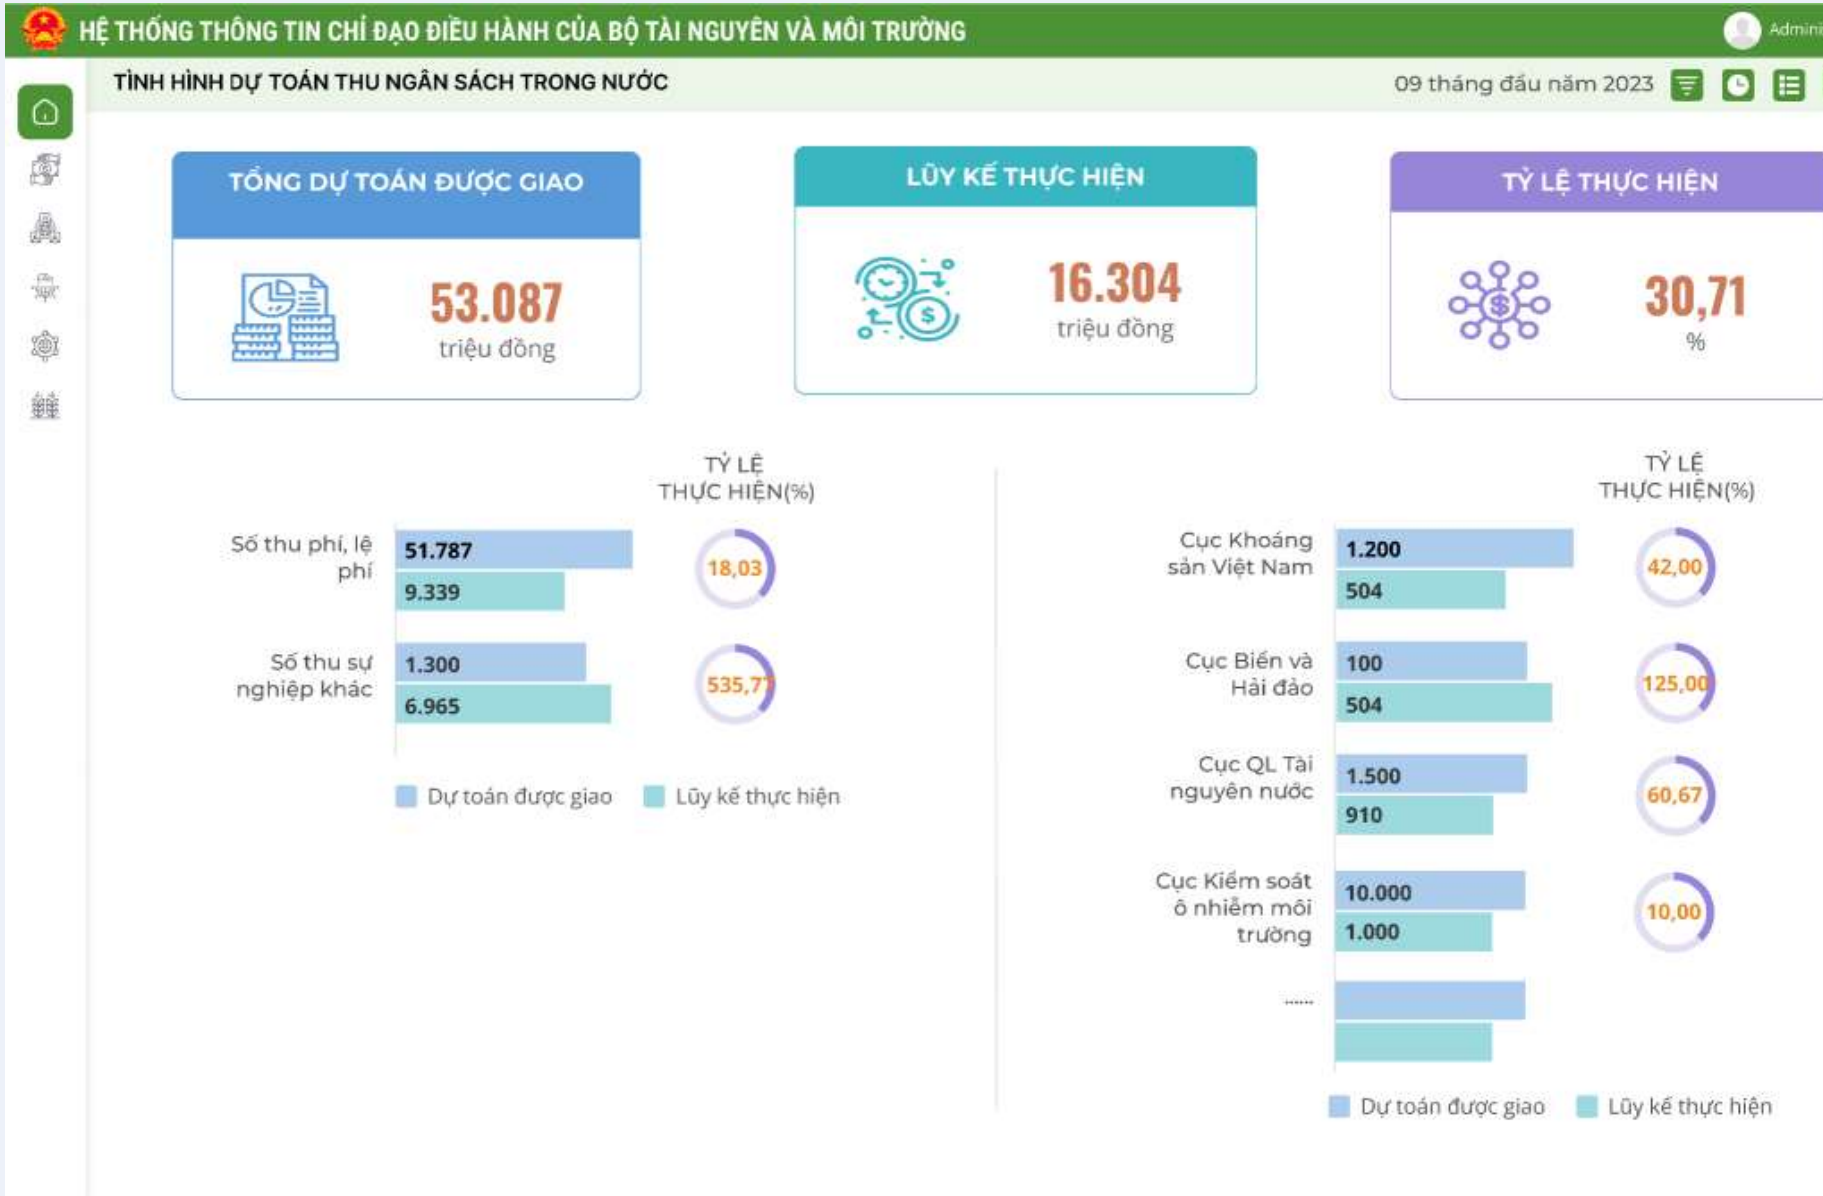 HỆ THỐNG THÔNG TIN CHỈ ĐẠO ĐIỀU HÀNH CỦA BỘ TÀI NGUYÊN VÀ MÔI TRƯỜNG
TÌNH HÌNH DỰ TOÁN THU NGÂN SÁCH TRONG NƯỚC
09 tháng đầu năm 2023
TỔNG DỰ TOÁN ĐƯỢC GIAO
53.087
triệu đồng
LŨY KẾ THỰC HIỆN
16.304
triệu đồng
TỶ LỆ THỰC HIỆN
30,71
%
TỶ LỆ
THỰC HIỆN(%)
Số thu phí, lệ
phí
51.787
9.339
18,03
Số thu sự
nghiệp khác
1.300
6.965
535,77
Dự toán được giao
Lũy kế thực hiện
TỶ LỆ
THỰC HIỆN(%)
Cục Khoáng
sản Việt Nam
1.200
504
42,00
Cục Biển và
Hải đảo
100
504
125,00
Cục QL Tài
nguyên nước
1.500
910
60,67
Cục Kiểm soát
ô nhiễm môi
trường
10.000
1.000
10,00
......
Dự toán được giao
Lũy kế thực hiện